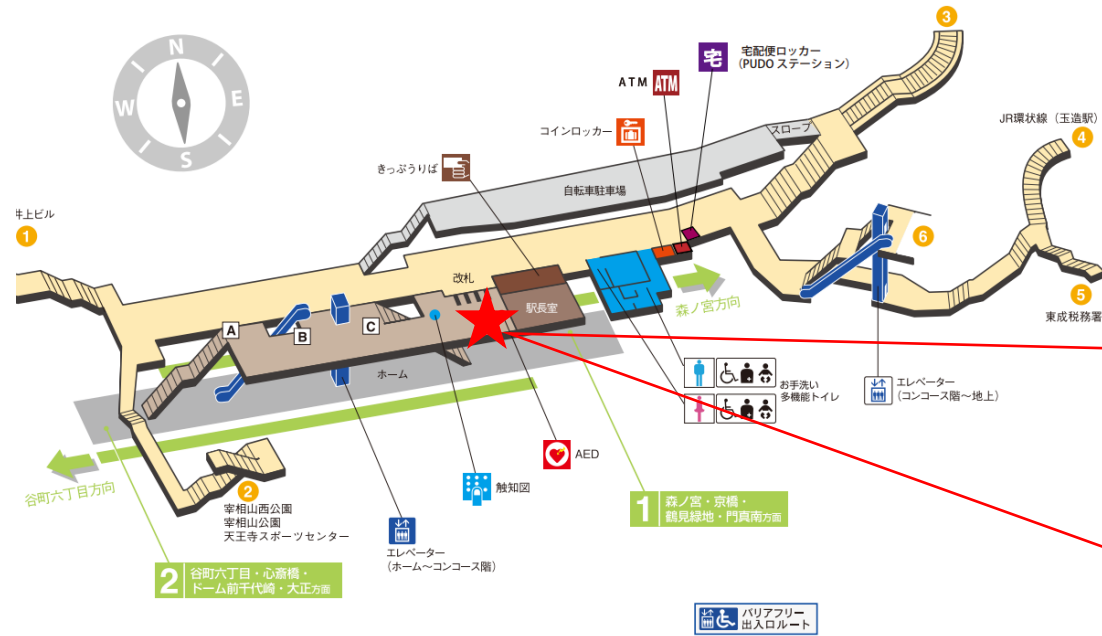 N
I
E
I
S
I
W
I
3
宅
宅配便ロッカー
(PUDO ステーション)
ATM
ATM
JR環状線(玉造駅)
4
コインロッカー
スロープ
きっぷうりば
自転車駐車場
井上ビル
1
6
改札
駅長室
森ノ宮方向
5
東成税務署
A
B
C
ホーム
お手洗い
多機能トイレ
エレベーター
(コンコース階~地上)
谷町六丁目方向
2
宰相山西公園
宰相山公園
天王寺スポーツセンター
AED
触知図
1
森ノ宮・京橋・
鶴見緑地・門真南方面
エレベーター
(ホーム~コンコース階)
2
谷町六丁目・心斎橋・
ドーム前千代崎・大正方面
バリアフリー
出入口ルート